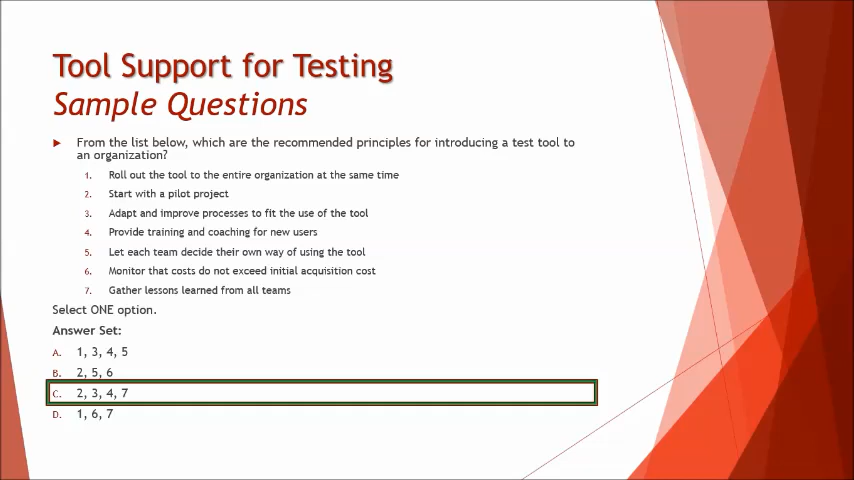 Tool Support for Testing
Sample Questions
From the list below, which are the recommended principles for introducing a test tool to
an organization?
1. Roll out the tool to the entire organization at the same time
2. Start with a pilot project
3. Adapt and improve processes to fit the use of the tool
4. Provide training and coaching for new users
5. Let each team decide their own way of using the tool
6. Monitor that costs do not exceed initial acquisition cost
7. Gather lessons learned from all teams
Select ONE option.
Answer Set:
A. 1, 3, 4, 5
B. 2, 5, 6
C. 2, 3, 4, 7
D. 1, 6, 7